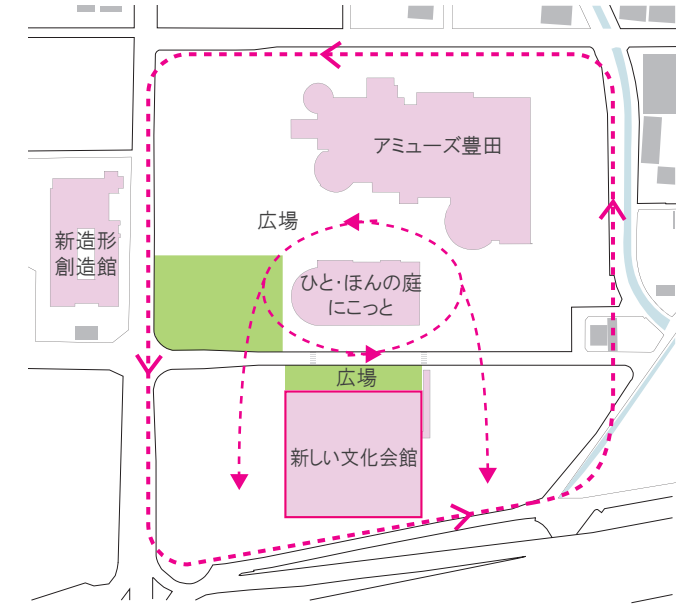 アミューズ豊田
広場
新造形
創造館
ひと・ほんの庭
にこっと
広場
新しい文化会館